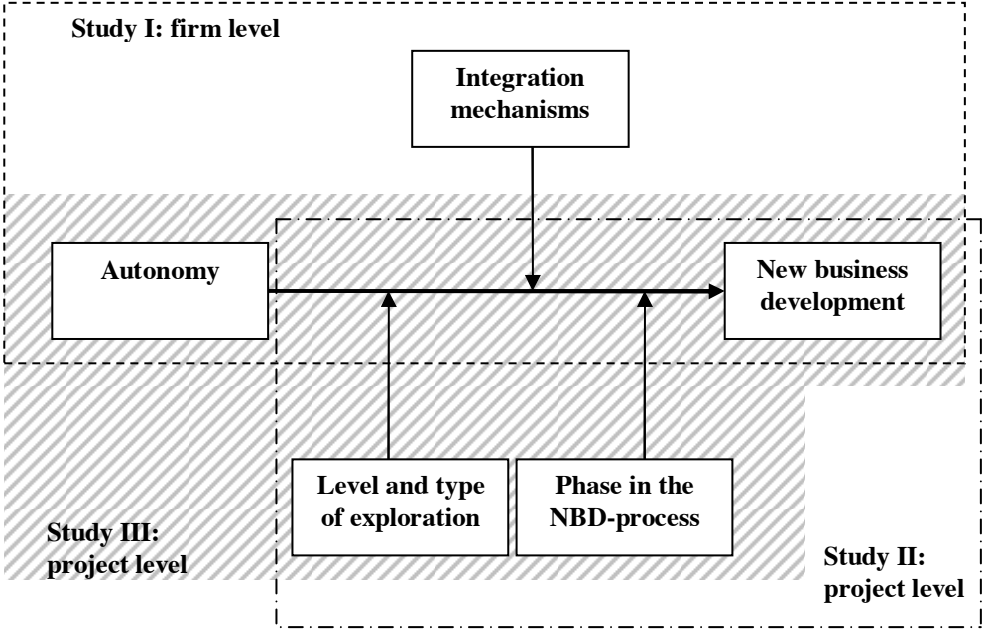 Study I: firm level
Integration
mechanisms
Autonomy
New business
development
Level and type
of exploration
Phase in the
NBD-process
Study III:
project level
Study II:
project level